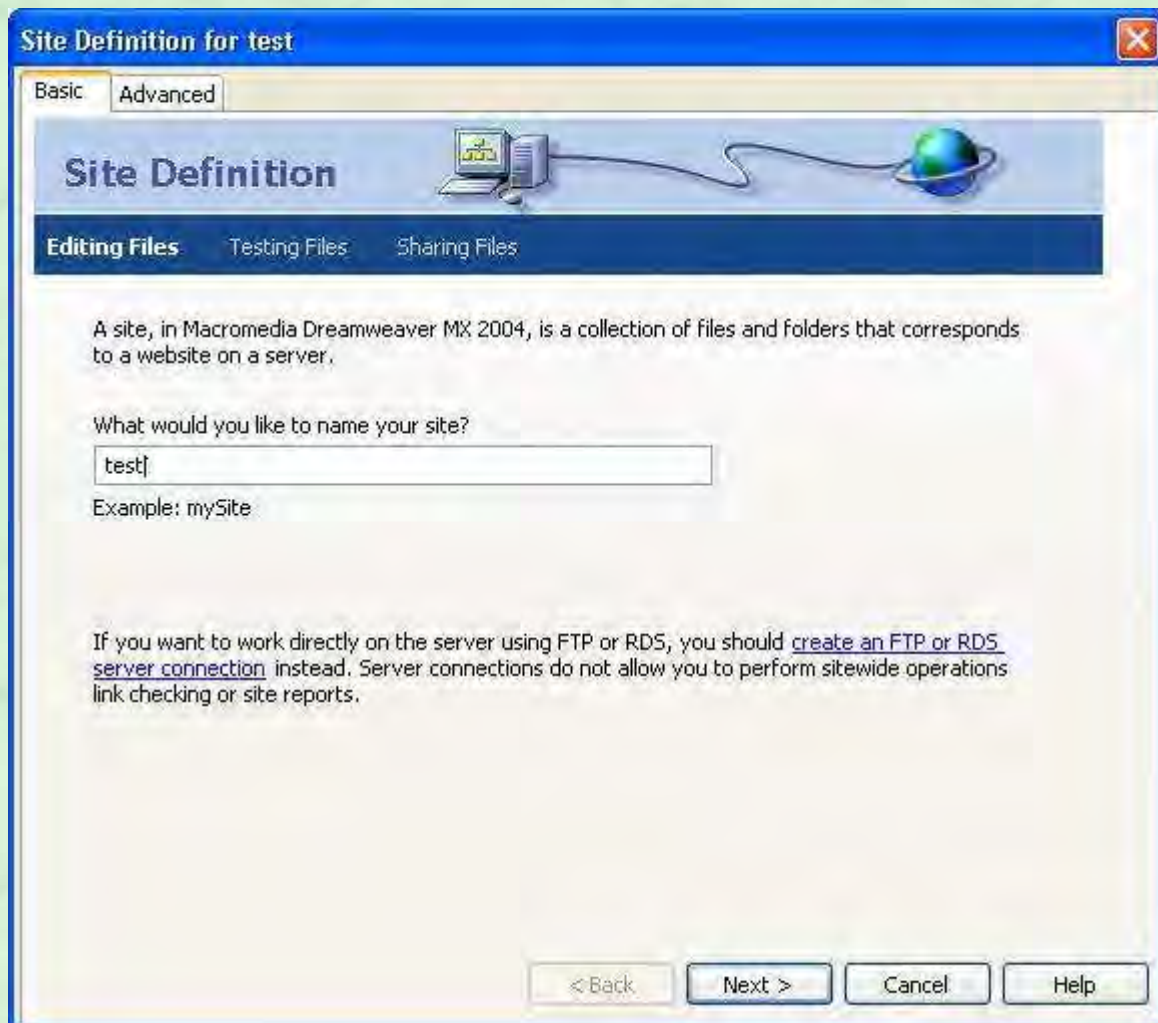 Site Definition for test
Basic Advanced
Site Definition
Editing Files Testing Files Sharing Files
A site, in Macromedia Dreamweaver MX 2004, is a collection of files and folders that corresponds
to a website on a server.
What would you like to name your site?
test
Example: mySite
If you want to work directly on the server using FTP or RDS, you should create an FTP or RDS
server connection instead. Server connections do not allow you to perform sitewide operations
link checking or site reports.
< Back Next > Cancel Help